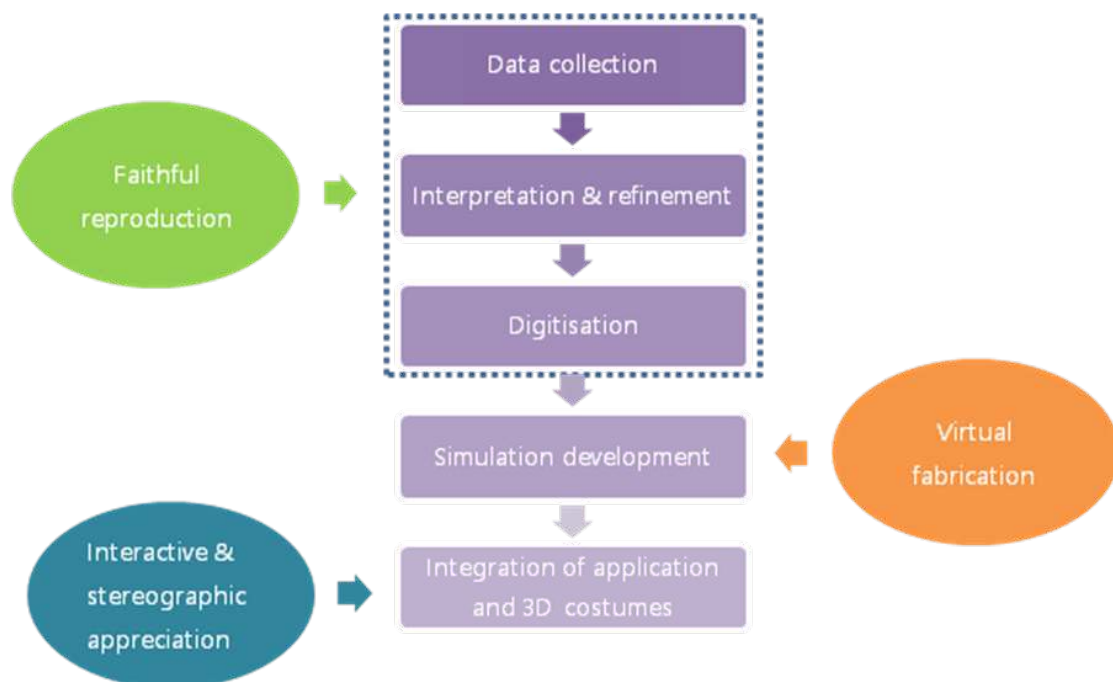 Data collection
Faithful
reproduction
Interpretation & refinement
Digitisation
Simulation development
Virtual
fabrication
Interactive &
stereographic
appreciation
Integration of application
and 3D costumes